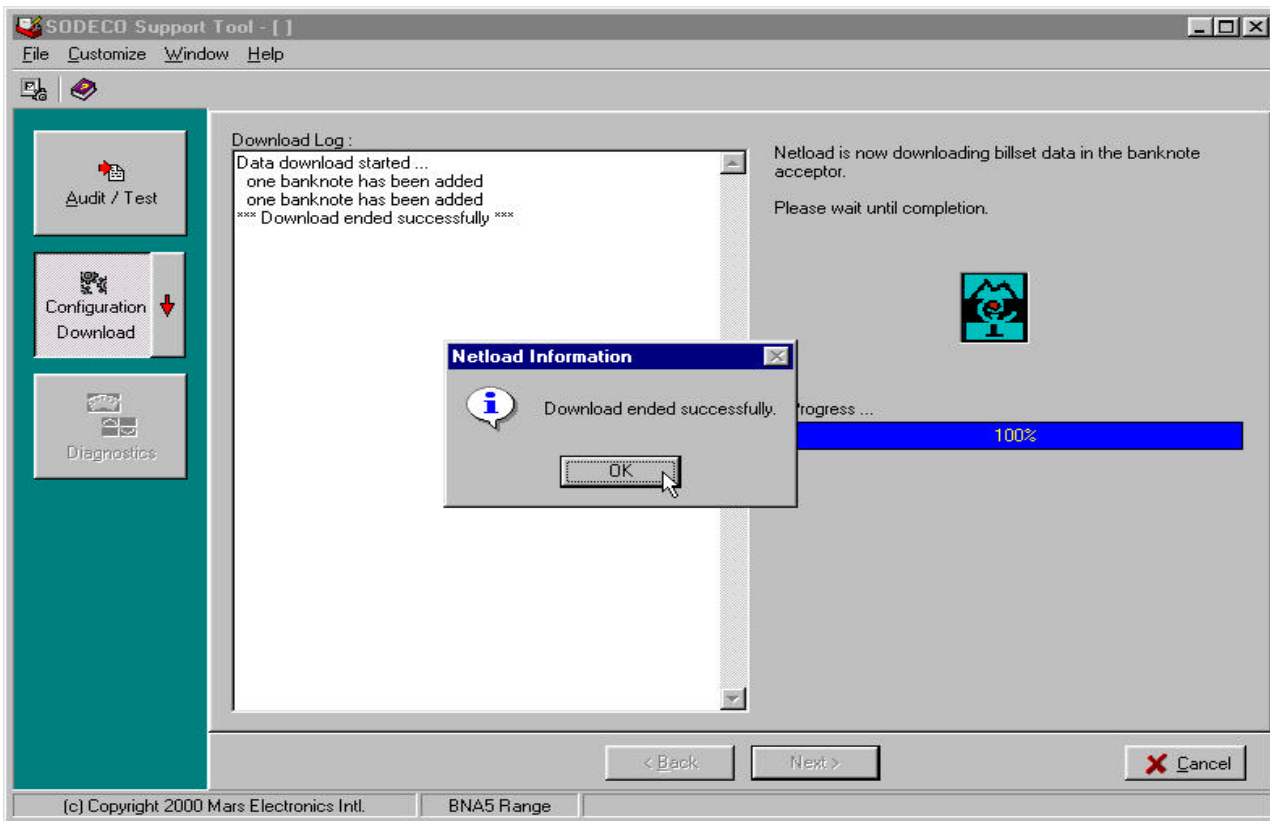 SODECO Support Tool - [ ]
File Customize Window Help
Audit / Test
Configuration
Download
Diagnostics
Download Log :
Data download started ...
one banknote has been added
one banknote has been added
*** Download ended successfully ***
Netload is now downloading billset data in the banknote
acceptor.
Please wait until completion.
Netload Information
Download ended successfully.
OK
rogress ...
100%
< Back
Next >
Cancel
(c) Copyright 2000 Mars Electronics Intl.
BNA5 Range